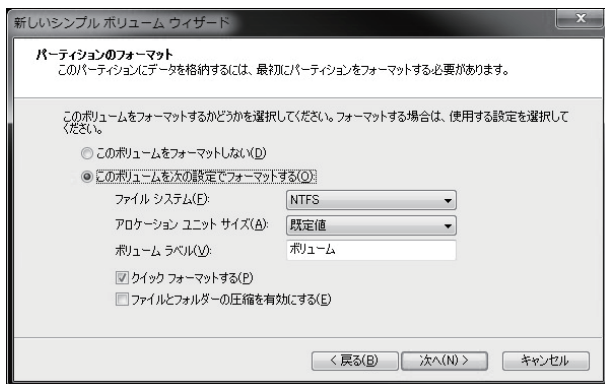 新しいシンプル ボリューム ウィザード
パーティションのフォーマット
このパーティションにデータを格納するには、最初にパーティションをフォーマットする必要があります。
このボリュームをフォーマットするかどうかを選択してください。フォーマットする場合は、使用する設定を選択して
ください。
このボリュームをフォーマットしない(D)
このボリュームを次の設定でフォーマットする(O):
ファイル システム(F): NTFS
アロケーション ユニット サイズ(A): 既定値
ボリューム ラベル(V): ボリューム
クイック フォーマットする(P)
ファイルとフォルダーの圧縮を有効にする(E)
< 戻る(B) 次へ(N) > キャンセル